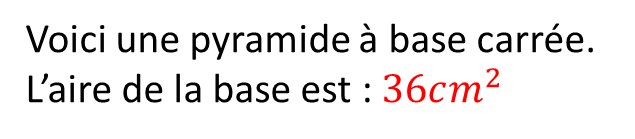 Voici une pyramide à base carrée.
L’aire de la base est : 36cm²